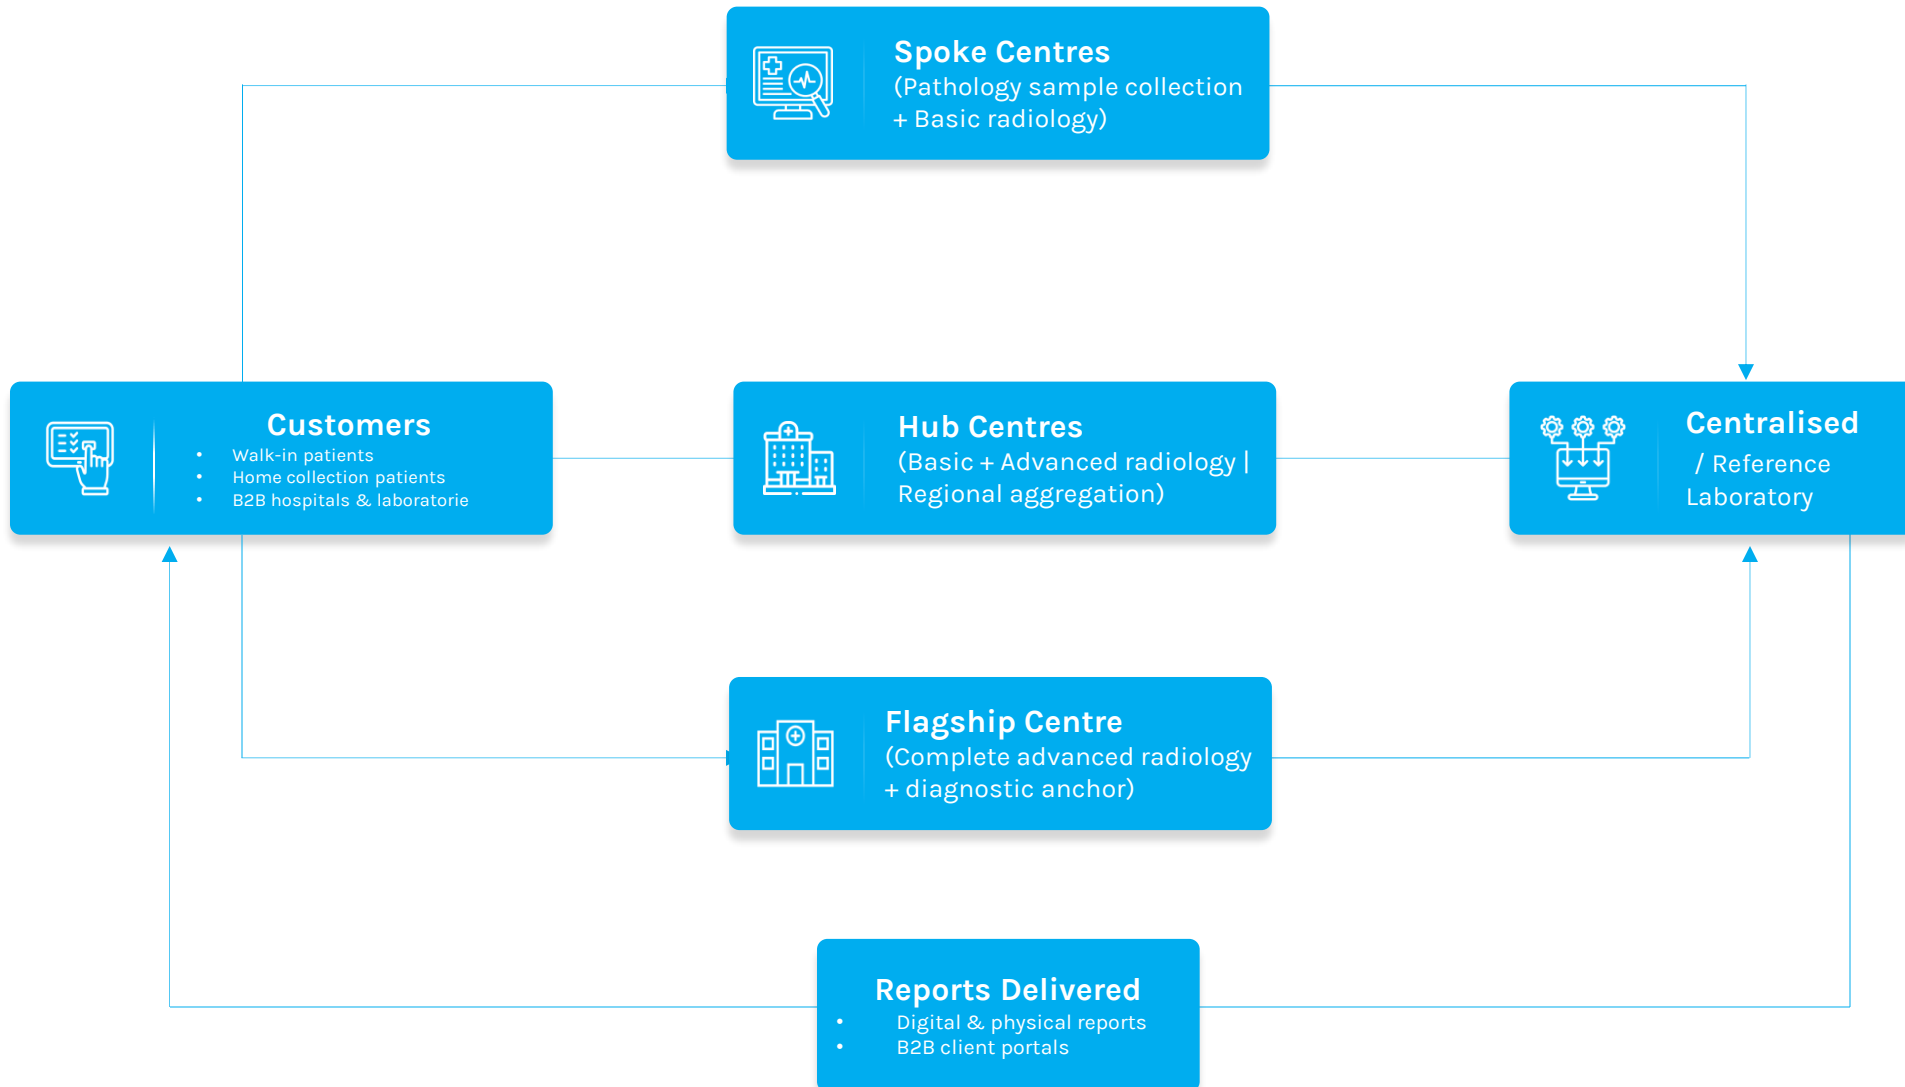 Spoke Centres
(Pathology sample collection
+ Basic radiology)
Customers
• Walk-in patients
• Home collection patients
• B2B hospitals & laboratorie
Hub Centres
(Basic + Advanced radiology |
Regional aggregation)
Centralised
/ Reference
Laboratory
Flagship Centre
(Complete advanced radiology
+ diagnostic anchor)
Reports Delivered
• Digital & physical reports
• B2B client portals